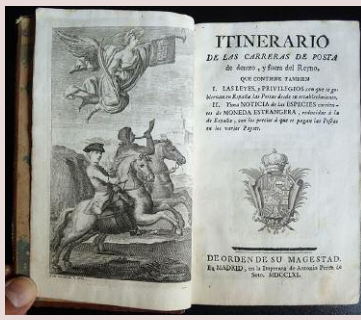 ITINERARIO
DE LAS CARRERAS DE POSTA
de dentro, y fuera del Reyno,
QUE CONTIENE TAMBIEN
I. LAS LEYES, y PRIVILEGIOS con que se go-
biernan en España las Postas desde su establecimiento.
II. Y una NOTICIA de las ESPECIES corrien-
tes de MONEDA ESTRANGERA, reducidas á la
de España, con los precios á que se pagan las Postas
en los varios Payses.
DE ORDEN DE SU MAGESTAD.
En MADRID, en la Imprenta de Antonio Perez de
Soto. MDCCLXI.